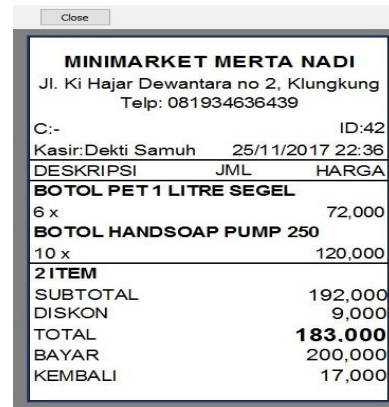 Close
MINIMARKET MERTA NADI
Jl. Ki Hajar Dewantara no 2, Klungkung
Telp: 081934636439
C:- ID:42
Kasir:Dekti Samuh 25/11/2017 22:36
DESKRIPSI JML HARGA
BOTOL PET 1 LITRE SEGEL
6 x 72,000
BOTOL HANDSOAP PUMP 250
10 x 120,000
2 ITEM
SUBTOTAL 192,000
DISKON 9,000
TOTAL 183.000
BAYAR 200,000
KEMBALI 17,000